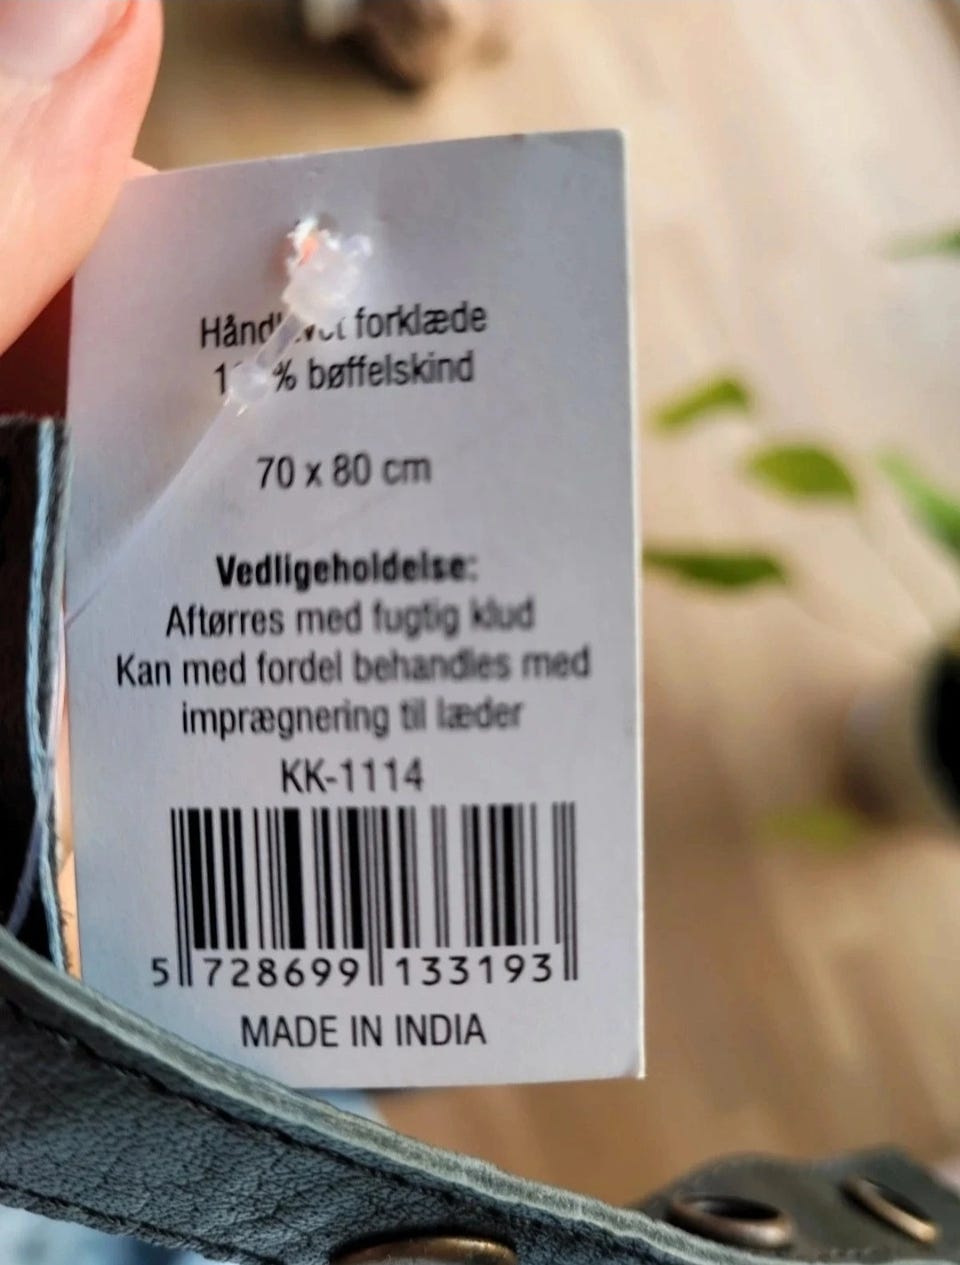 forklæde
% bøffelskind
70 x 80 cm
Vedligeholdelse:
Aftørres med fugtig klud
Kan med fordel behandles med
imprægnering til læder
KK-1114
5 728699 133193
MADE IN INDIA